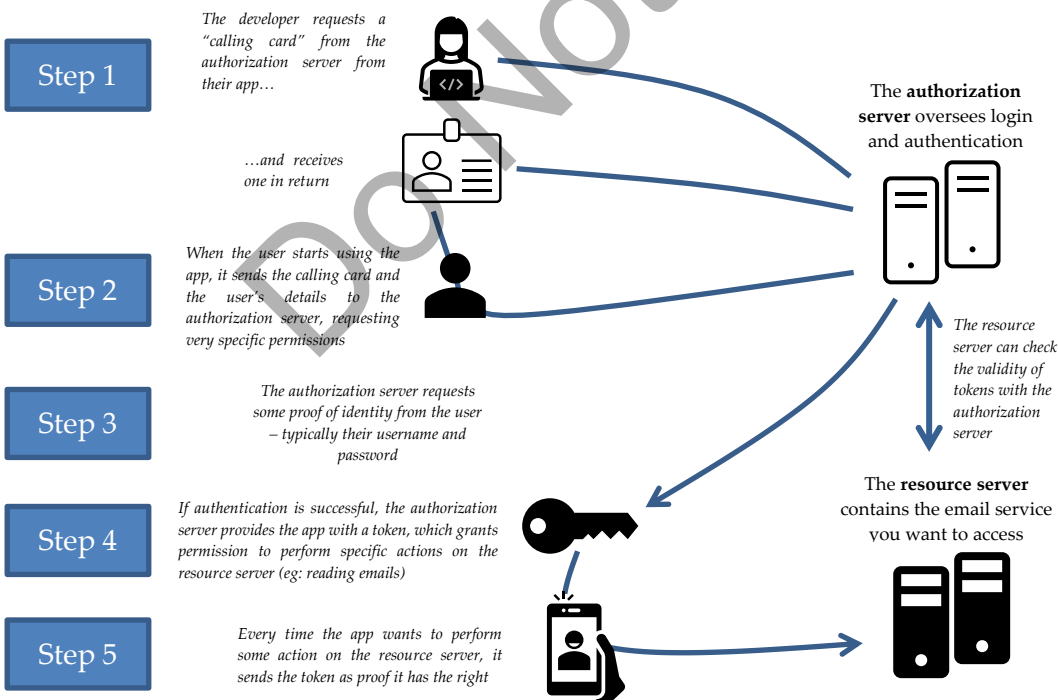 Step 1
The developer requests a
“calling card” from the
authorization server from
their app…
</>
…and receives
one in return
The authorization
server oversees login
and authentication
Step 2
When the user starts using the
app, it sends the calling card and
the user’s details to the
authorization server, requesting
very specific permissions
The resource
server can check
the validity of
tokens with the
authorization
server
Step 3
The authorization server requests
some proof of identity from the user
– typically their username and
password
Step 4
If authentication is successful, the authorization
server provides the app with a token, which grants
permission to perform specific actions on the
resource server (eg: reading emails)
The resource server
contains the email service
you want to access
Step 5
Every time the app wants to perform
some action on the resource server, it
sends the token as proof it has the right
Do Not